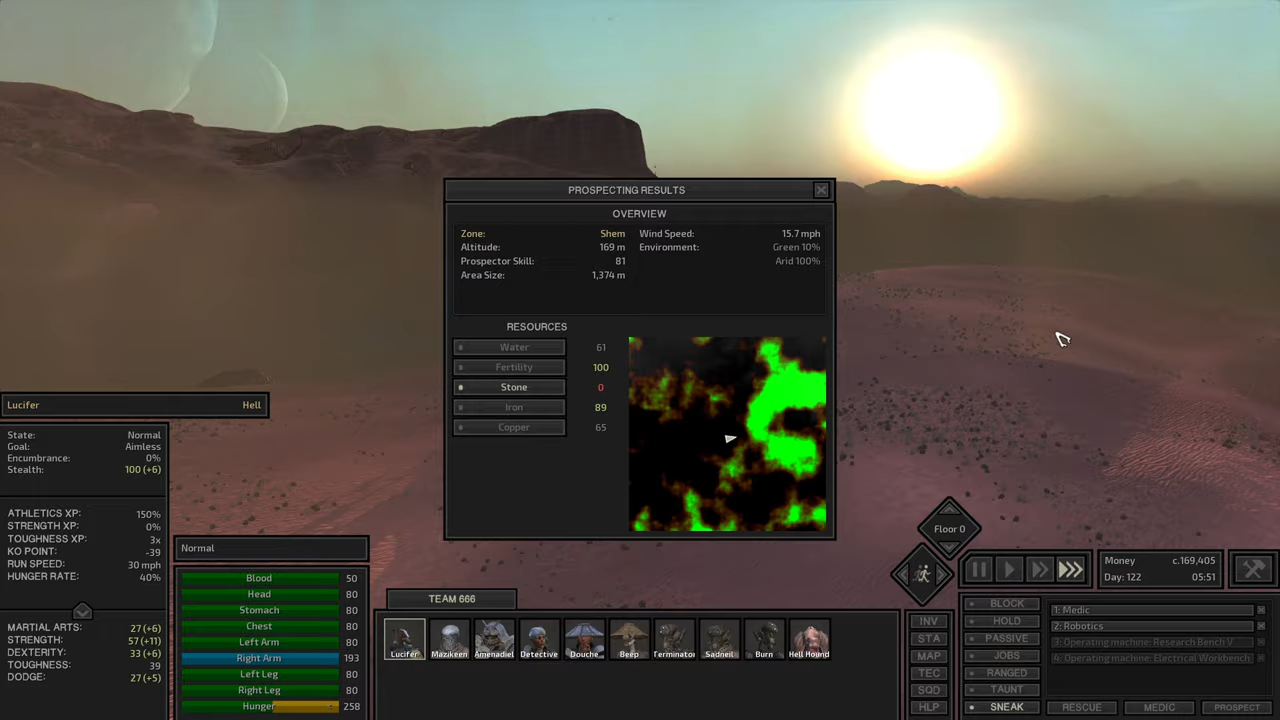 PROSPECTING RESULTS
OVERVIEW
Zone: Shem Wind Speed: 15.7 mph
Altitude: 169 m Environment: Green 10%
Prospector Skill: 81 Arid 100%
Area Size: 1,374 m
RESOURCES
Water 61
Fertility 100
Stone 0
Iron 89
Copper 65
Lucifer Hell
State: Normal
Goal: Aimless
Encumbrance: 0%
Stealth: 100 (+6)
ATHLETICS XP: 150%
STRENGTH XP: 0%
TOUGHNESS XP: 3x
KO POINT: -39
RUN SPEED: 30 mph
HUNGER RATE: 40%
MARTIAL ARTS: 27 (+6)
STRENGTH: 57 (+11)
DEXTERITY: 33 (+6)
TOUGHNESS: 39
DODGE: 27 (+5)
Normal
Blood 50
Head 80
Stomach 80
Chest 80
Left Arm 80
Right Arm 193
Left Leg 80
Right Leg 80
Hunger 258
TEAM 666
Lucifer Mazikeen Amenadiel Detective Douche Beep Terminator Sadneil Burn Hell Hound
Floor 0
Money c.169,405
Day: 122 05:51
INV
STA
MAP
TEC
SQD
HLP
BLOCK
HOLD
PASSIVE
JOBS
RANGED
TAUNT
SNEAK
1: Medic
2: Robotics
3: Operating machine: Research Bench V
4: Operating machine: Electrical Workbench
RESCUE MEDIC PROSPECT